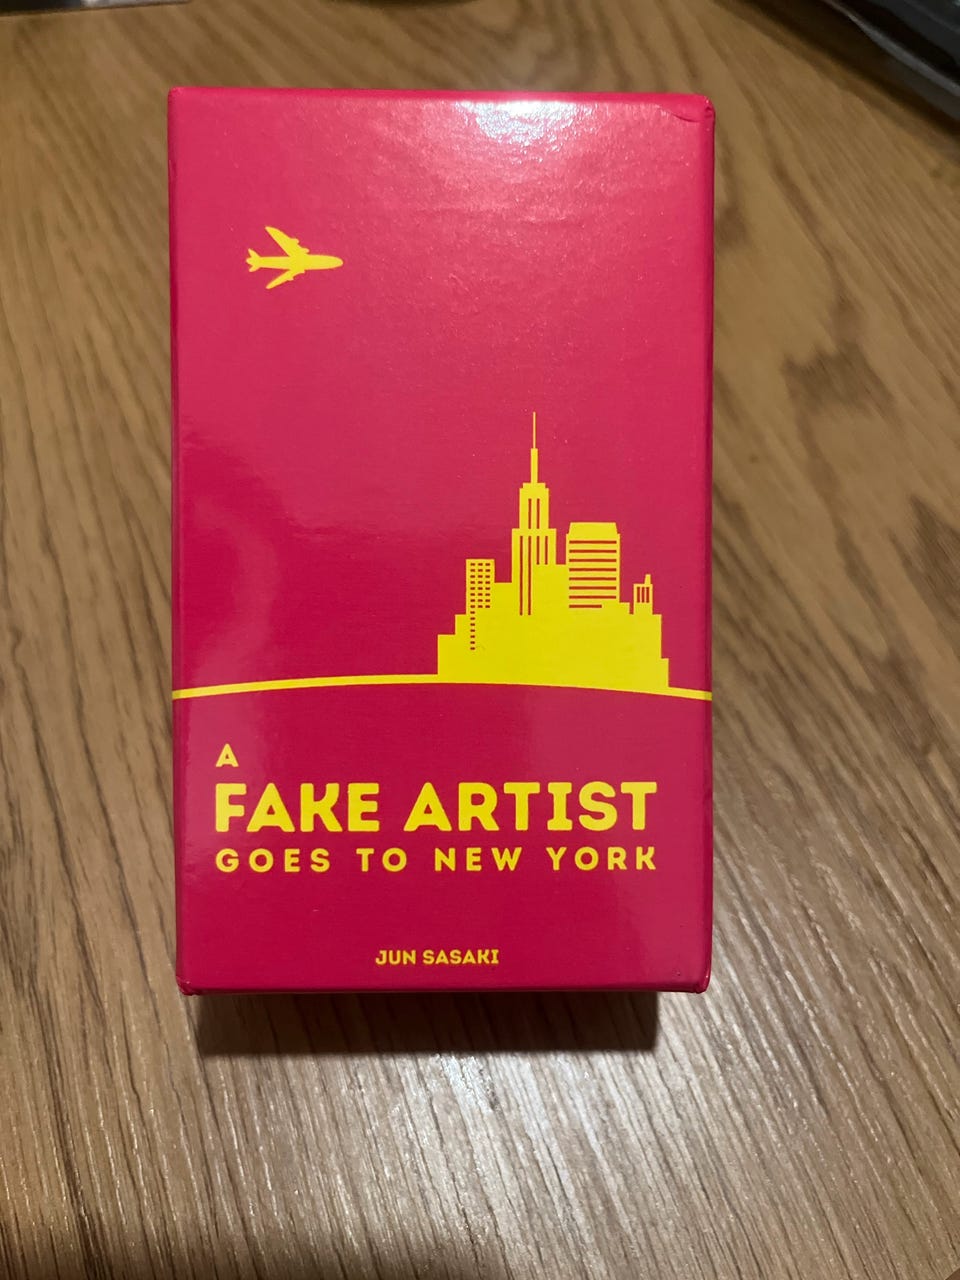 A
FAKE ARTIST
GOES TO NEW YORK
JUN SASAKI